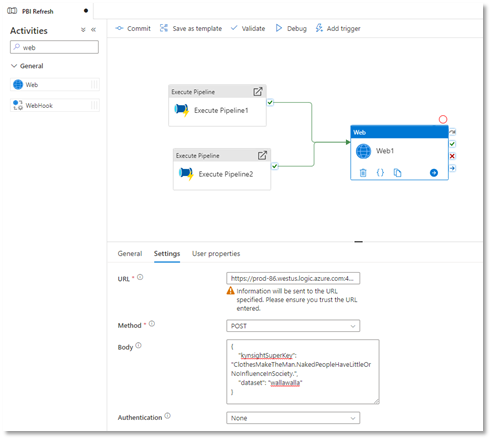 PBI Refresh
Activities
Commit Save as template Validate Debug Add trigger
web
General
Web
WebHook
Execute Pipeline
Execute Pipeline1
Execute Pipeline
Execute Pipeline2
Web
Web1
General Settings User properties
URL *
https://prod-86.westus.logic.azure.com:4...
Information will be sent to the URL
specified. Please ensure you trust the URL
entered.
Method *
POST
Body
{
"kynsightSuperKey":
"ClothesMakeTheMan.NakedPeopleHaveLittleOr
NoInfluenceInSociety.",
"dataset": "wallawalla"
}
Authentication
None